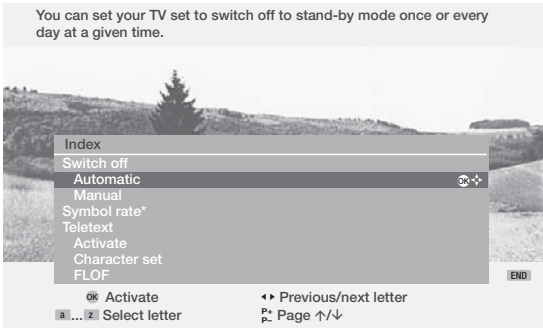 You can set your TV set to switch off to stand-by mode once or every
day at a given time.
Index
Switch off
Automatic OK
Manual
Symbol rate*
Teletext
Activate
Character set
FLOF
END
OK Activate ◂ ▸ Previous/next letter
a ... z Select letter P+ P– Page ↑/↓